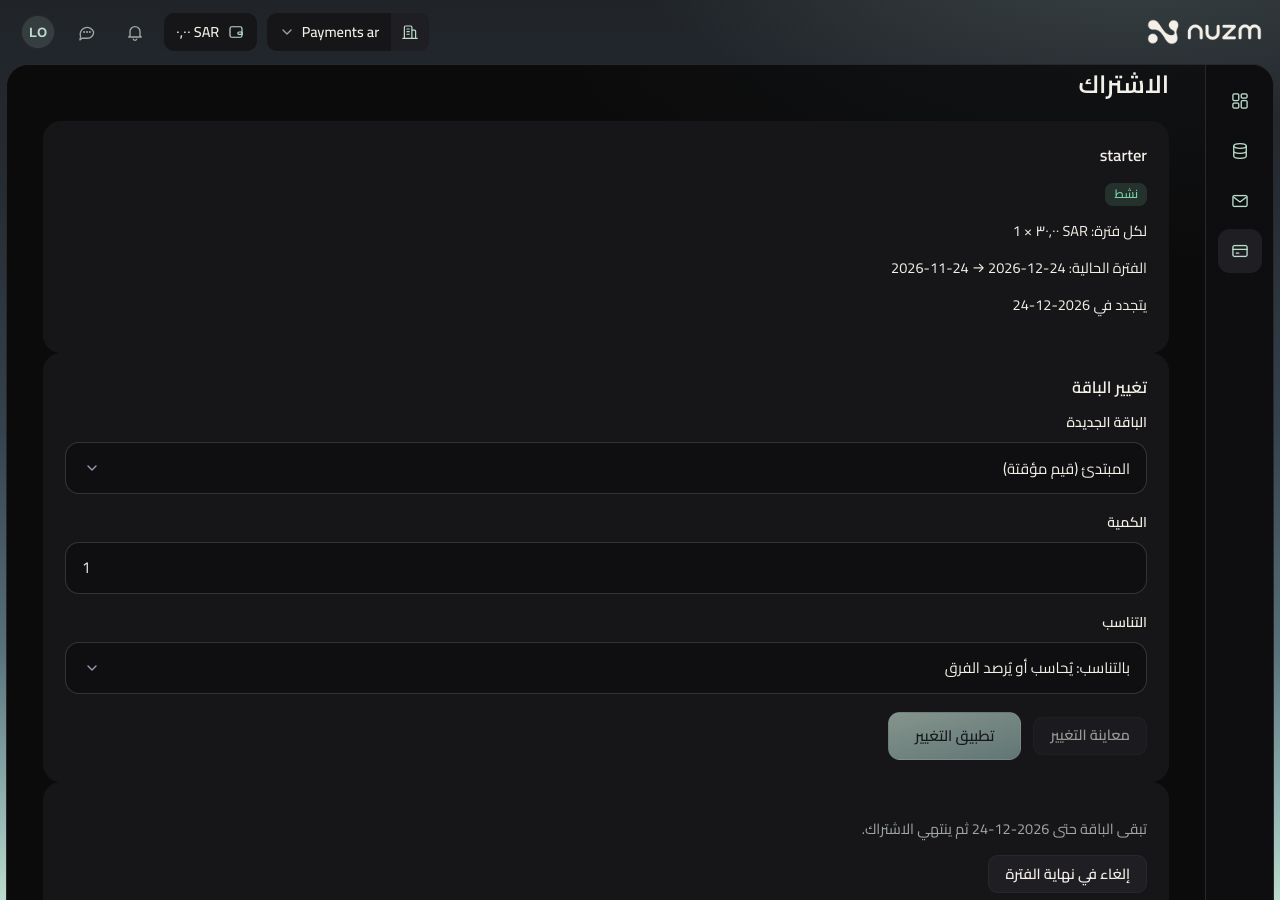 nuzm
Payments ar
٠,٠٠ SAR
LO
الاشتراك
starter
نشط
لكل فترة: ٣٠,٠٠ SAR × 1
الفترة الحالية: 2026-11-24 → 2026-12-24
يتجدد في 2026-12-24
تغيير الباقة
الباقة الجديدة
المبتدئ (قيم مؤقتة)
الكمية
1
التناسب
بالتناسب: يُحاسب أو يُرصد الفرق
معاينة التغيير
تطبيق التغيير
تبقى الباقة حتى 2026-12-24 ثم ينتهي الاشتراك.
إلغاء في نهاية الفترة